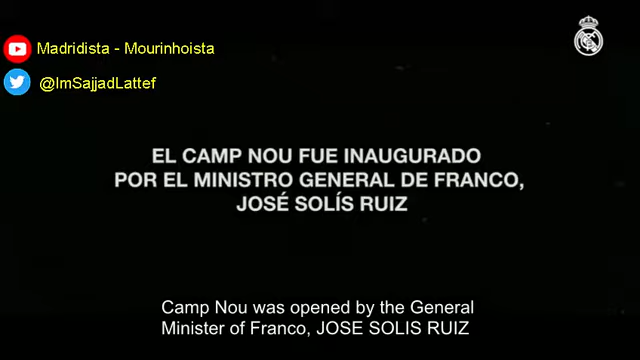 Madridista - Mourinhoista
@ImSajjadLattef
EL CAMP NOU FUE INAUGURADO
POR EL MINISTRO GENERAL DE FRANCO,
JOSÉ SOLÍS RUIZ
Camp Nou was opened by the General
Minister of Franco, JOSE SOLIS RUIZ